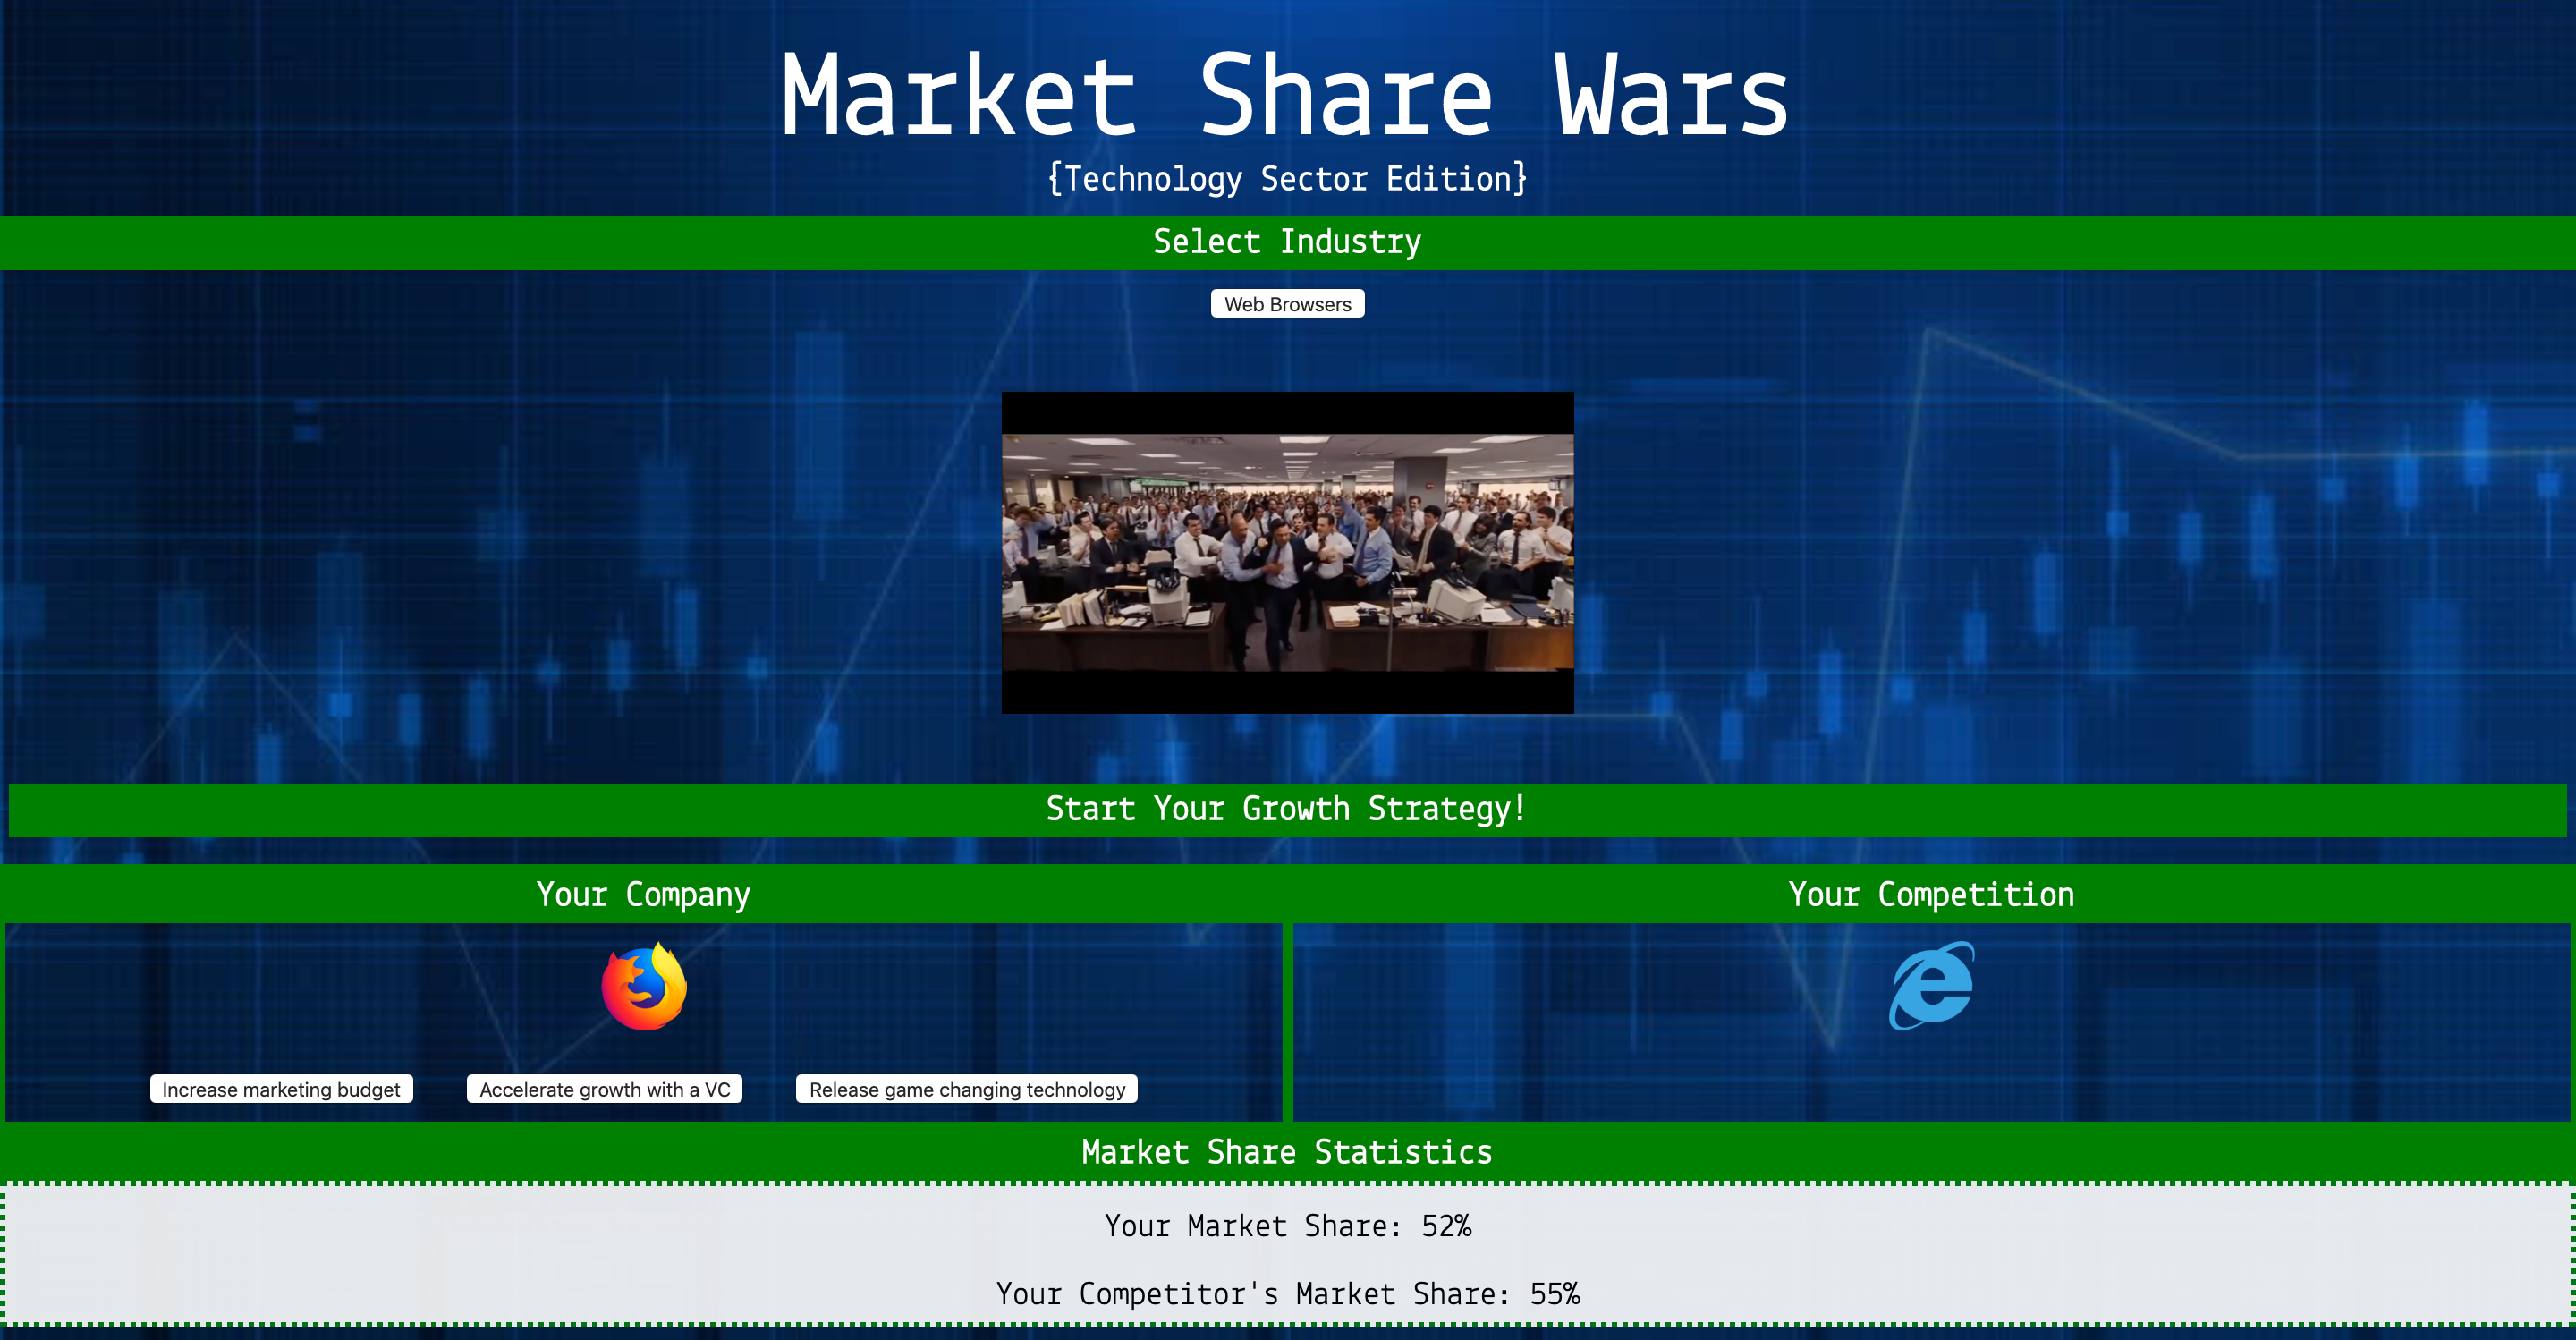 Market Share Wars
{Technology Sector Edition}
Select Industry
Web Browsers
Start Your Growth Strategy!
Your Company
Your Competition
Increase marketing budget
Accelerate growth with a VC
Release game changing technology
Market Share Statistics
Your Market Share: 52%
Your Competitor's Market Share: 55%